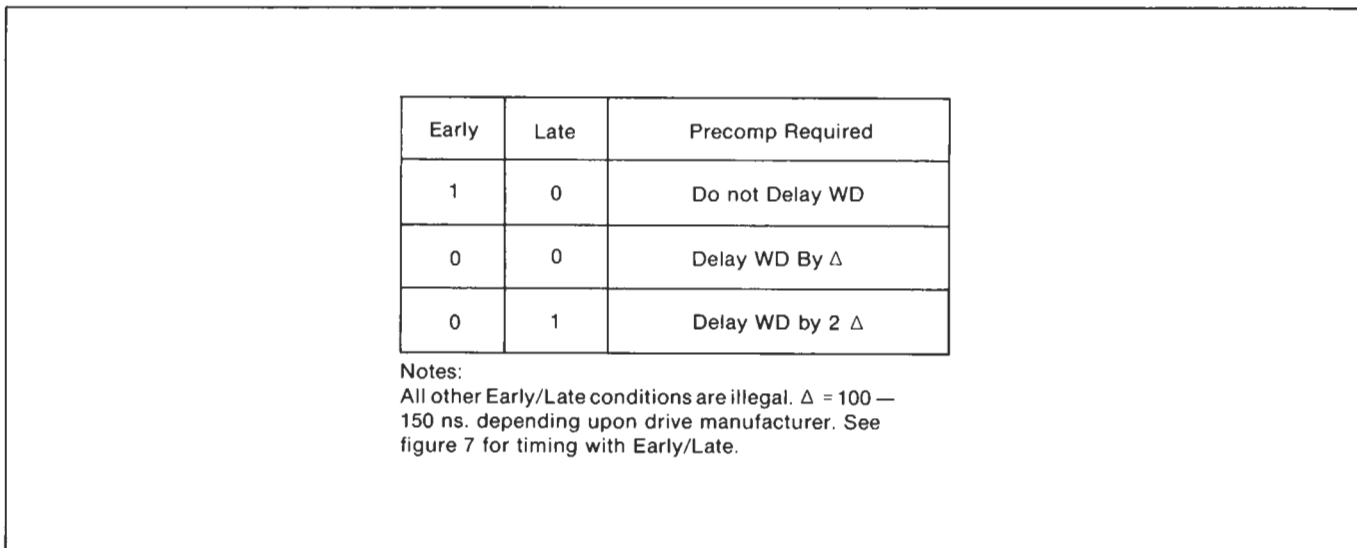 Early Late Precomp Required
1 0 Do not Delay WD
0 0 Delay WD By Δ
0 1 Delay WD by 2 Δ
Notes:
All other Early/Late conditions are illegal. Δ = 100 —
150 ns. depending upon drive manufacturer. See
figure 7 for timing with Early/Late.